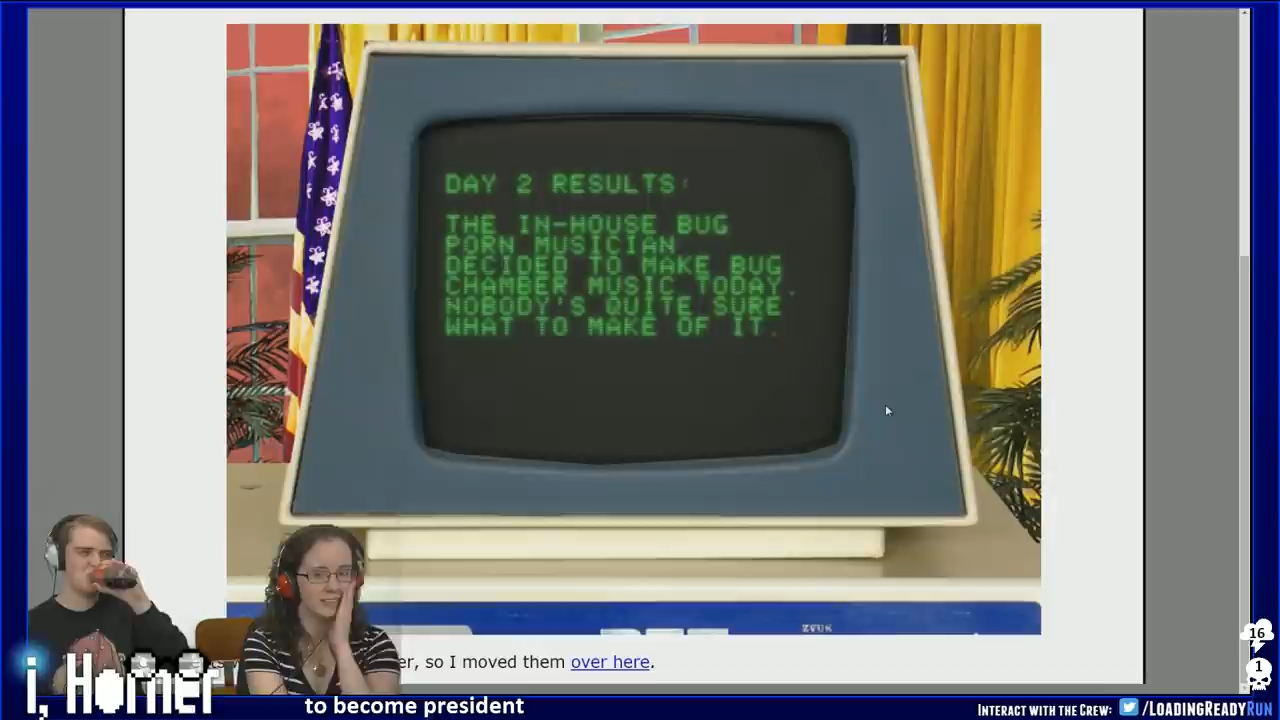 DAY 2 RESULTS:
THE IN-HOUSE BUG
PORN MUSICIAN
DECIDED TO MAKE BUG
CHAMBER MUSIC TODAY.
NOBODY'S QUITE SURE
WHAT TO MAKE OF IT.
ZEUS
er, so I moved them over here.
16
1
i, Horner
to become president
INTERACT WITH THE CREW: /LOADINGREADYRUN